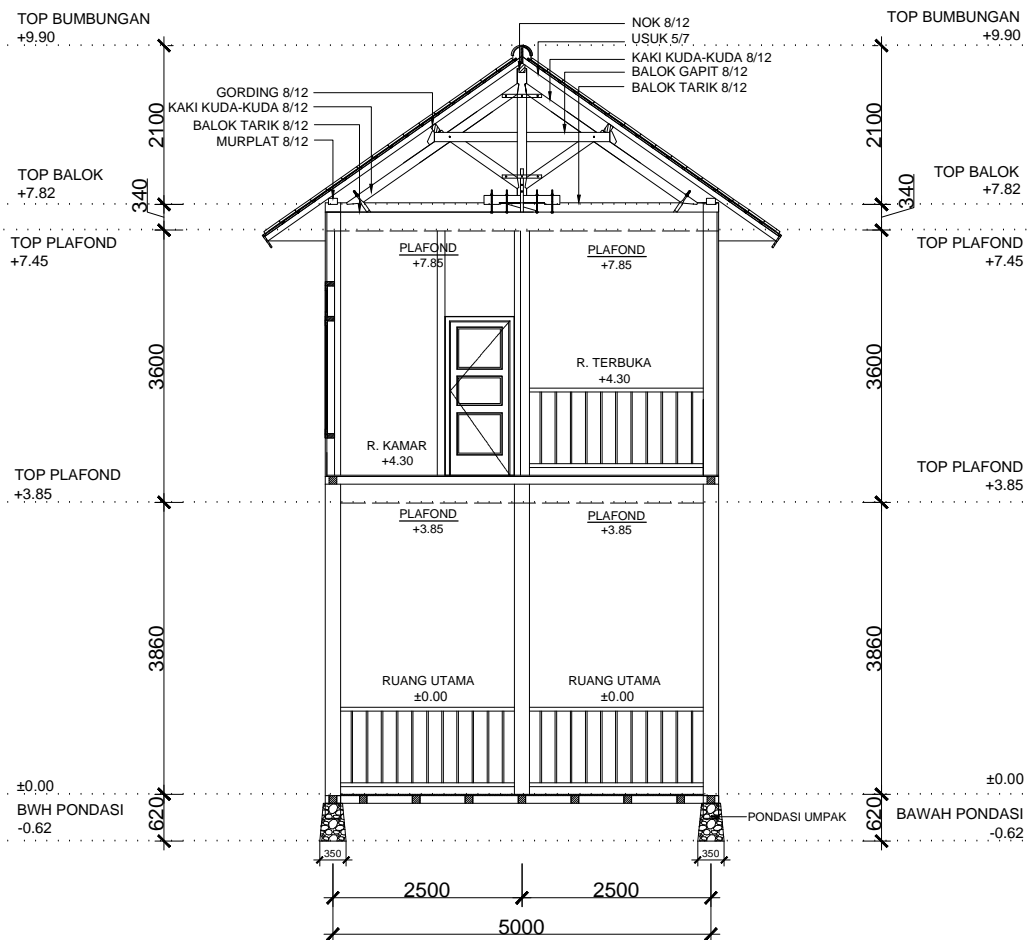 TOP BUMBUNGAN
+9.90
NOK 8/12
USUK 5/7
KAKI KUDA-KUDA 8/12
BALOK GAPIT 8/12
BALOK TARIK 8/12
TOP BUMBUNGAN
+9.90
GORDING 8/12
KAKI KUDA-KUDA 8/12
BALOK TARIK 8/12
MURPLAT 8/12
2100
2100
TOP BALOK
+7.82
TOP BALOK
+7.82
340
340
TOP PLAFOND
+7.45
PLAFOND
+7.85
PLAFOND
+7.85
TOP PLAFOND
+7.45
3600
3600
R. TERBUKA
+4.30
R. KAMAR
+4.30
TOP PLAFOND
+3.85
TOP PLAFOND
+3.85
PLAFOND
+3.85
PLAFOND
+3.85
3860
3860
RUANG UTAMA
±0.00
RUANG UTAMA
±0.00
±0.00
±0.00
BWH PONDASI
-0.62
620
PONDASI UMPAK
620
BAWAH PONDASI
-0.62
350
350
2500
2500
5000